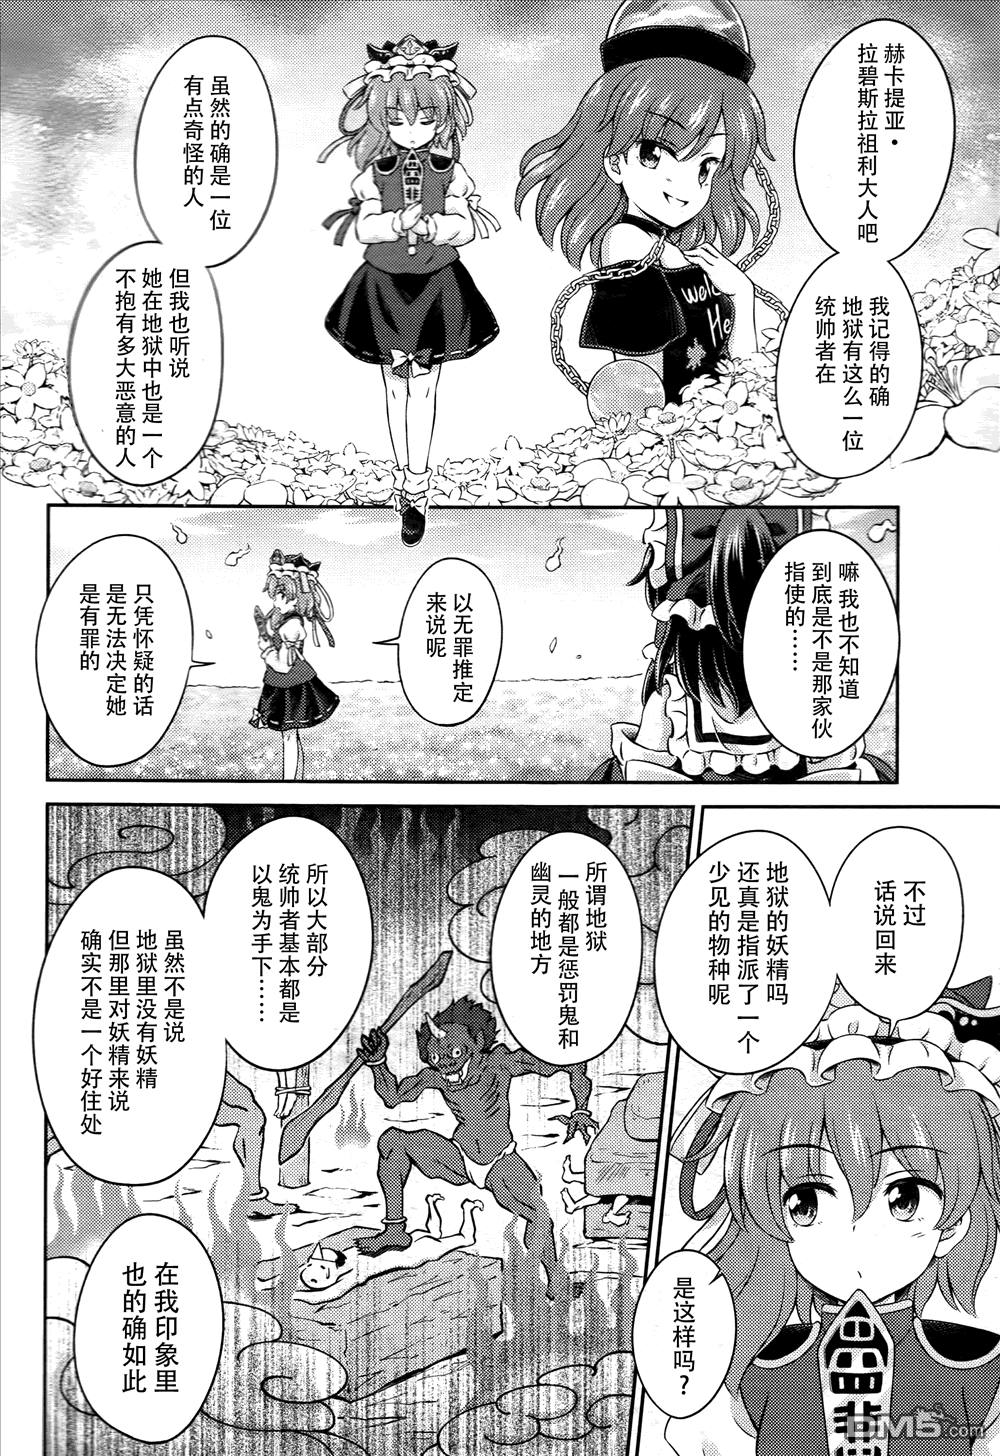 赫卡提亚·
拉碧斯拉祖利大人吧
我记得的确
地狱有这么一位
统帅者在
Welc
He
虽然的确是一位
有点奇怪的人
但我也听说
她在地狱中也是一个
不抱有多大恶意的人
嘛我也不知道
到底是不是那家伙
指使的……
以无罪推定
来说呢
只凭怀疑的话
是无法决定她
是有罪的
不过
话说回来
地狱的妖精吗
还真是指派了一个
少见的物种呢
是这样吗?
所谓地狱
一般都是惩罚鬼和
幽灵的地方
所以大部分
统帅者基本都是
以鬼为手下……
虽然不是说
地狱里没有妖精
但那里对妖精来说
确实不是一个好住处
在我印象里
也的确如此
DM5.com